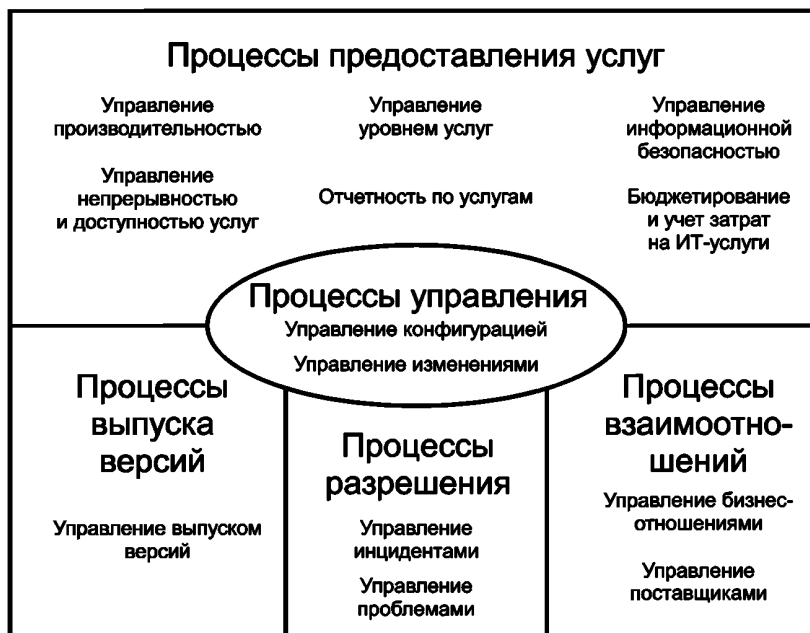 Процессы предоставления услуг
Управление
производительностью
Управление
уровнем услуг
Управление
информационной
безопасностью
Управление
непрерывностью
и доступностью услуг
Отчетность по услугам
Бюджетирование
и учет затрат
на ИТ-услуги
Процессы управления
Управление конфигурацией
Управление изменениями
Процессы
выпуска
версий
Управление выпуском
версий
Процессы
разрешения
Управление
инцидентами
Управление
проблемами
Процессы
взаимоотно-
шений
Управление бизнес-
отношениями
Управление
поставщиками